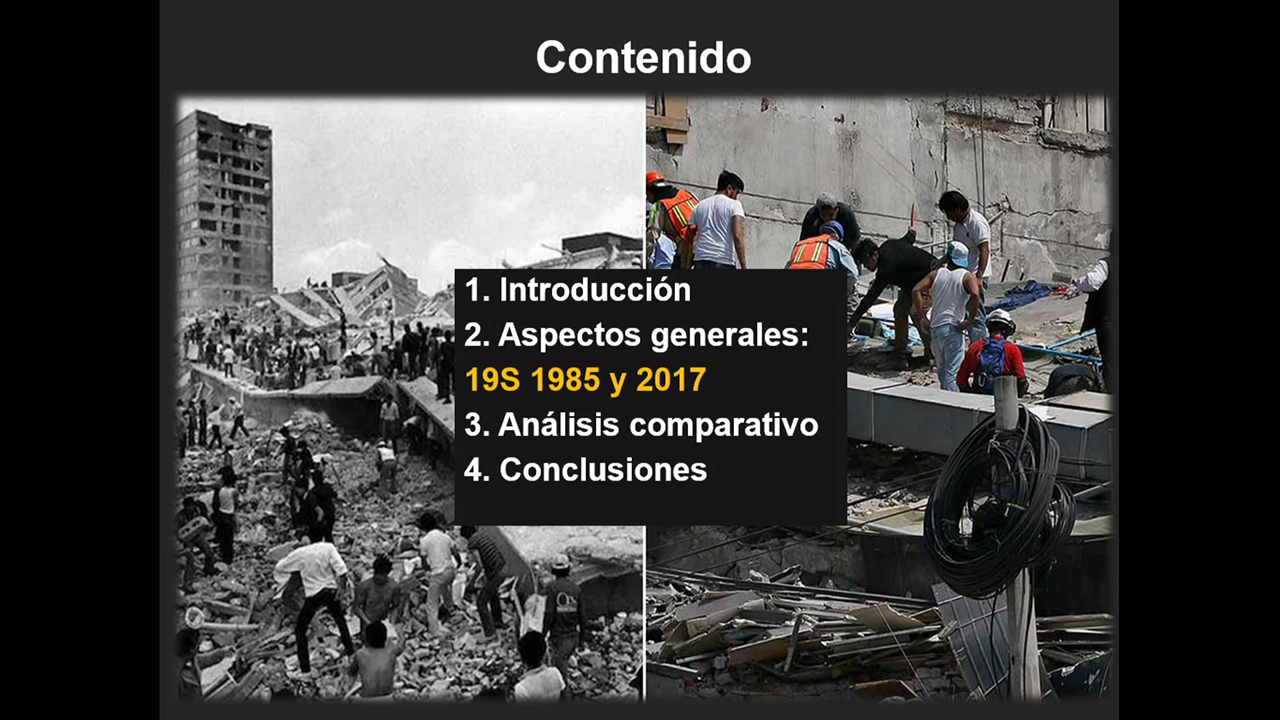 Contenido
1. Introducción
2. Aspectos generales:
19S 1985 y 2017
3. Análisis comparativo
4. Conclusiones